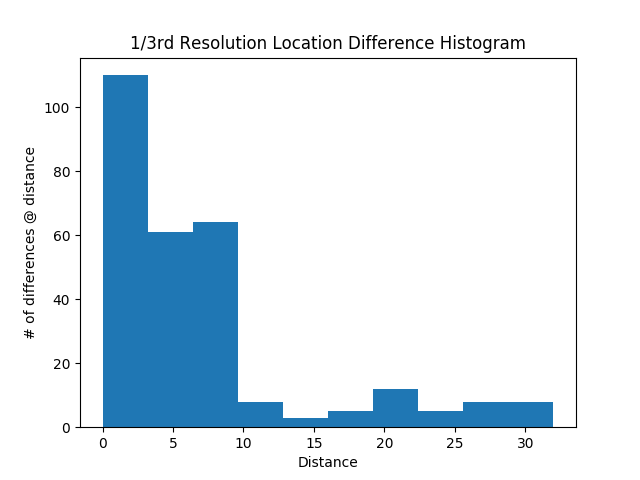 1/3rd Resolution Location Difference Histogram
# of differences @ distance
100
80
60
40
20
0
0 5 10 15 20 25 30
Distance